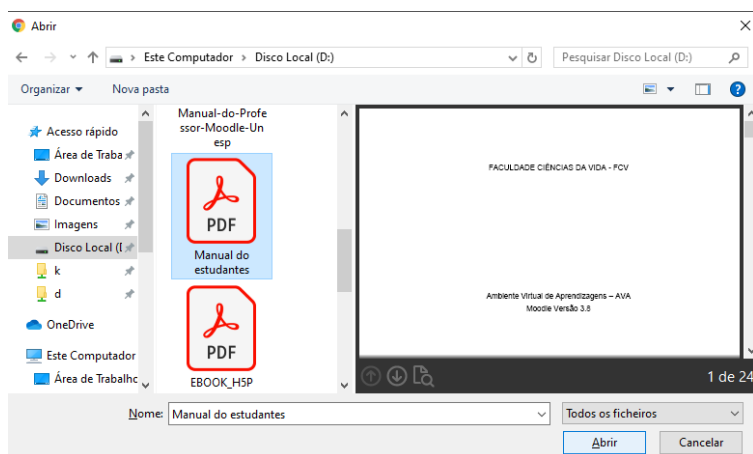 Abrir
Este Computador > Disco Local (D:)
Pesquisar Disco Local (D:)
Organizar
Nova pasta
Acesso rápido
Área de Traba
Downloads
Documentos
Imagens
Disco Local (
k
d
OneDrive
Este Computador
Área de Trabalho
Manual-do-Profe
ssor-Moodle-Un
esp
PDF
Manual do
estudantes
PDF
EBOOK_H5P
FACULDADE CIÊNCIAS DA VIDA - FCV
Ambiente Virtual de Aprendizagens – AVA
Moodle Versão 3.8
1 de 24
Nome: Manual do estudantes
Todos os ficheiros
Abrir
Cancelar